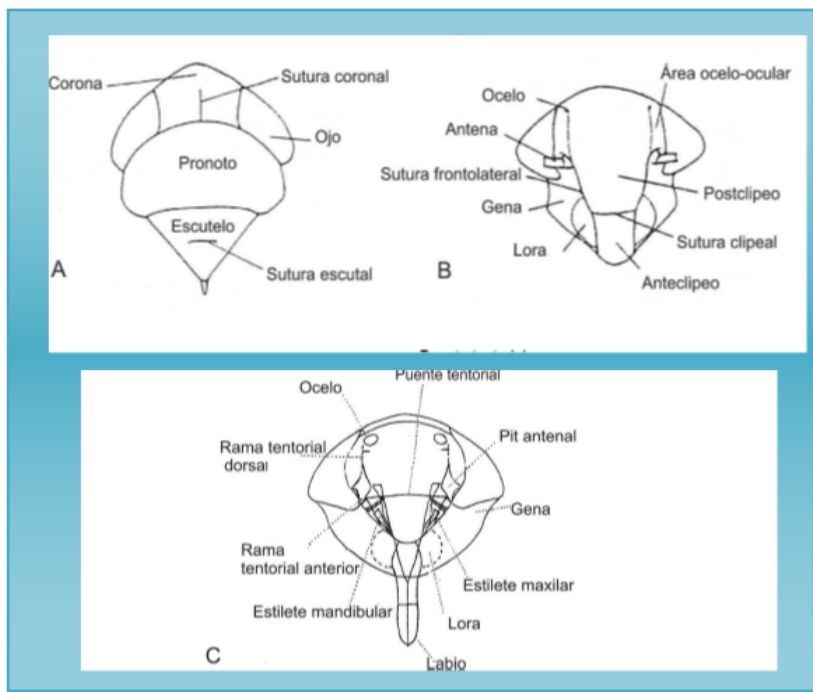 Corona
Sutura coronal
Ojo
Pronoto
Escutelo
Sutura escutal
A
Ocelo
Área ocelo-ocular
Antena
Sutura frontolateral
Postclipeo
Gena
Lora
Sutura clipeal
Anteclipeo
B
Puente tentorial
Ocelo
Rama tentorial
dorsal
Pit antenal
Gena
Rama
tentorial anterior
Estilete maxilar
Estilete mandibular
Lora
C
Labio